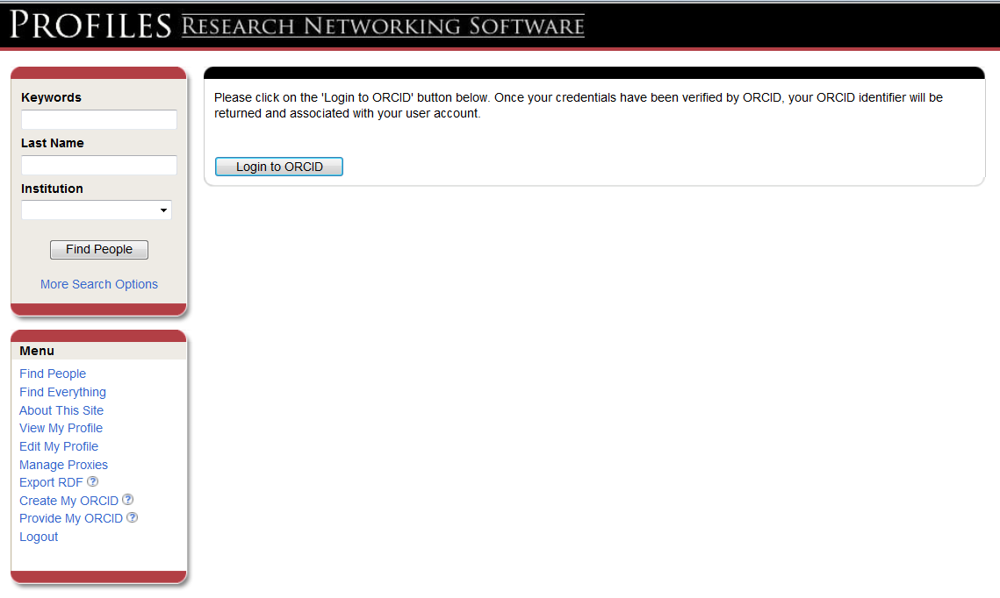 PROFILES RESEARCH NETWORKING SOFTWARE
Keywords
Last Name
Institution
Find People
More Search Options
Menu
Find People
Find Everything
About This Site
View My Profile
Edit My Profile
Manage Proxies
Export RDF ?
Create My ORCID ?
Provide My ORCID ?
Logout
Please click on the 'Login to ORCID' button below. Once your credentials have been verified by ORCID, your ORCID identifier will be
returned and associated with your user account.
Login to ORCID